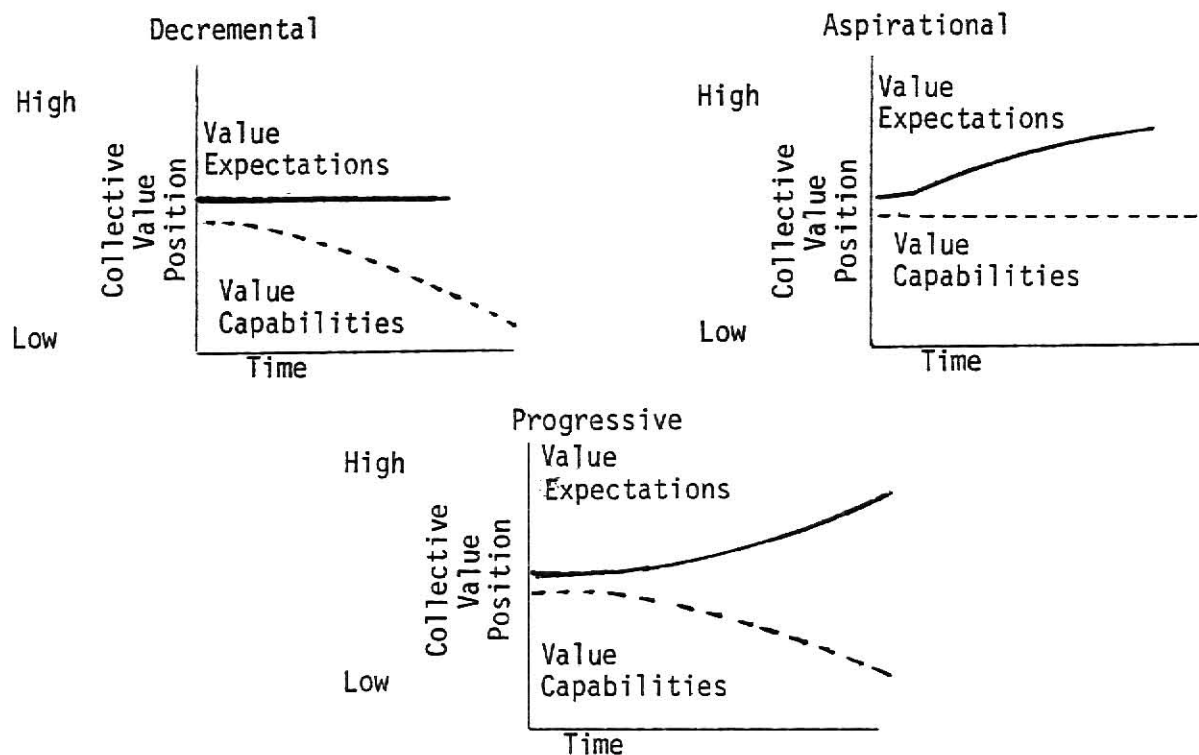 Decremental
High
Value
Expectations
Collective
Value
Position
Value
Capabilities
Low
Time
Aspirational
High
Value
Expectations
Collective
Value
Position
Value
Capabilities
Low
Time
Progressive
High
Value
Expectations
Collective
Value
Position
Value
Capabilities
Low
Time